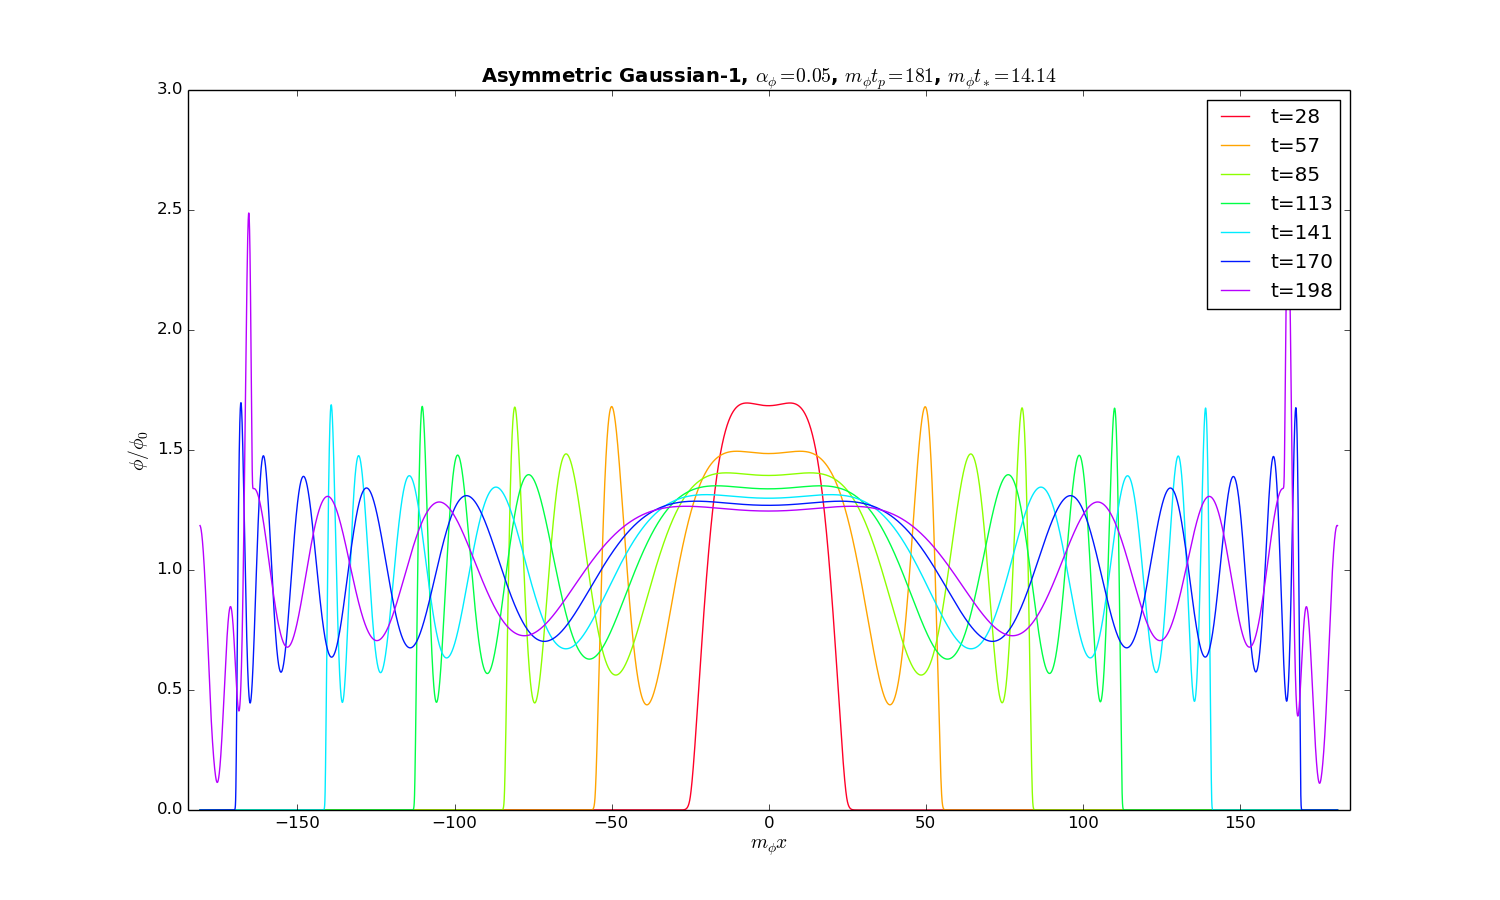 Asymmetric Gaussian-1, αϕ=0.05, mϕtp=181, mϕt*=14.14
3.0
2.5
2.0
1.5
1.0
0.5
0.0
ϕ/ϕ0
t=28
t=57
t=85
t=113
t=141
t=170
t=198
−150
−100
−50
0
50
100
150
mϕx